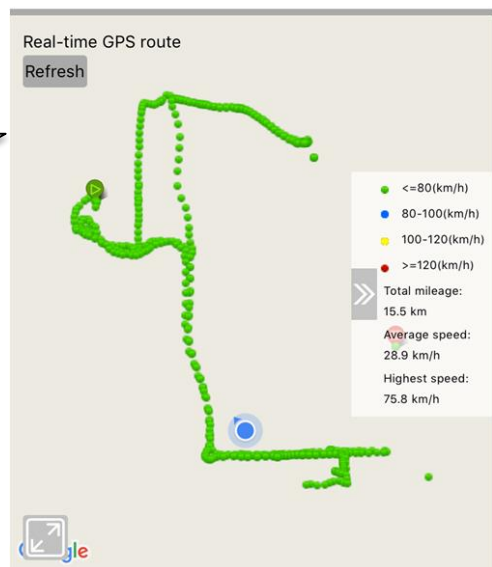 Real-time GPS route
Refresh
<=80(km/h)
80-100(km/h)
100-120(km/h)
>=120(km/h)
Total mileage:
15.5 km
Average speed:
28.9 km/h
Highest speed:
75.8 km/h